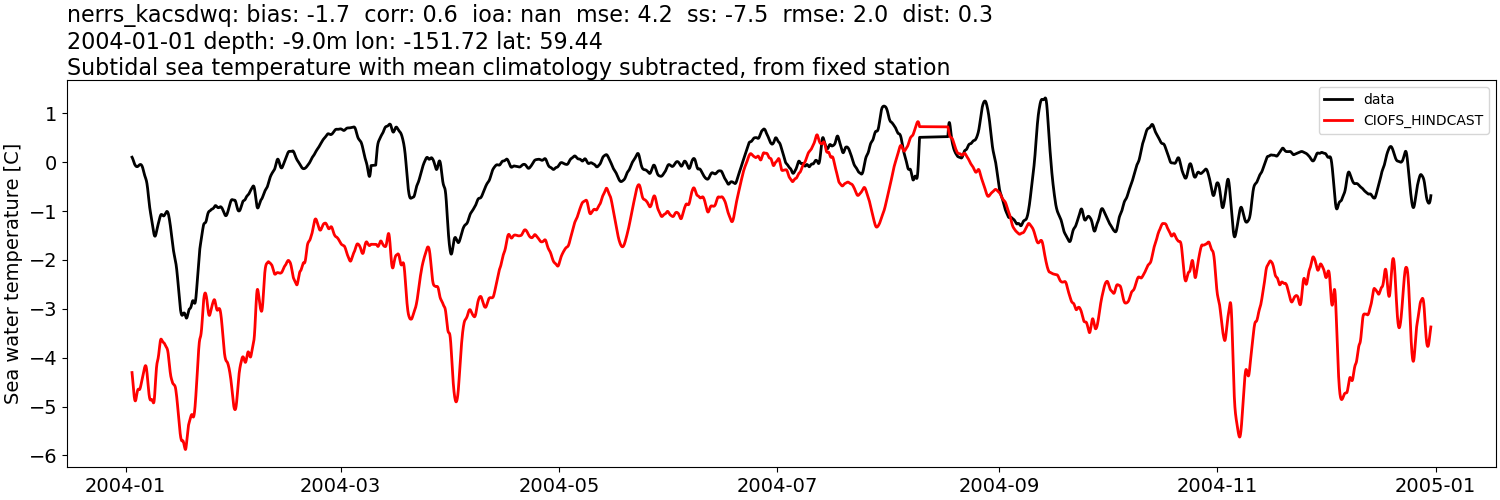 nerrs_kacsdwq: bias: -1.7  corr: 0.6  ioa: nan  mse: 4.2  ss: -7.5  rmse: 2.0  dist: 0.3
2004-01-01 depth: -9.0m lon: -151.72 lat: 59.44
Subtidal sea temperature with mean climatology subtracted, from fixed station
data
CIOFS_HINDCAST
Sea water temperature [C]
1
0
−1
−2
−3
−4
−5
−6
2004-01
2004-03
2004-05
2004-07
2004-09
2004-11
2005-01